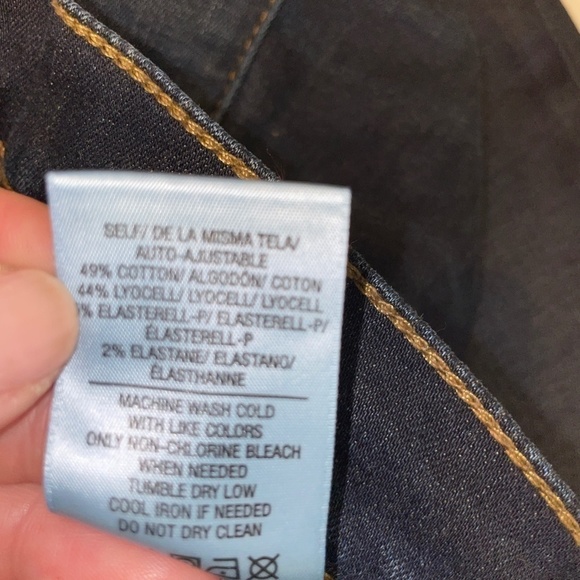 SELF/ DE LA MISMA TELA/
AUTO-AJUSTABLE
49% COTTON/ ALGODÓN/ COTON
44% LYOCELL/ LYOCELL/ LYOCELL
% ELASTERELL-P/ ELASTERELL-P/
ÉLASTERELL-P
2% ELASTANE/ ELASTANO/
ÉLASTHANNE
MACHINE WASH COLD
WITH LIKE COLORS
ONLY NON-CHLORINE BLEACH
WHEN NEEDED
TUMBLE DRY LOW
COOL IRON IF NEEDED
DO NOT DRY CLEAN